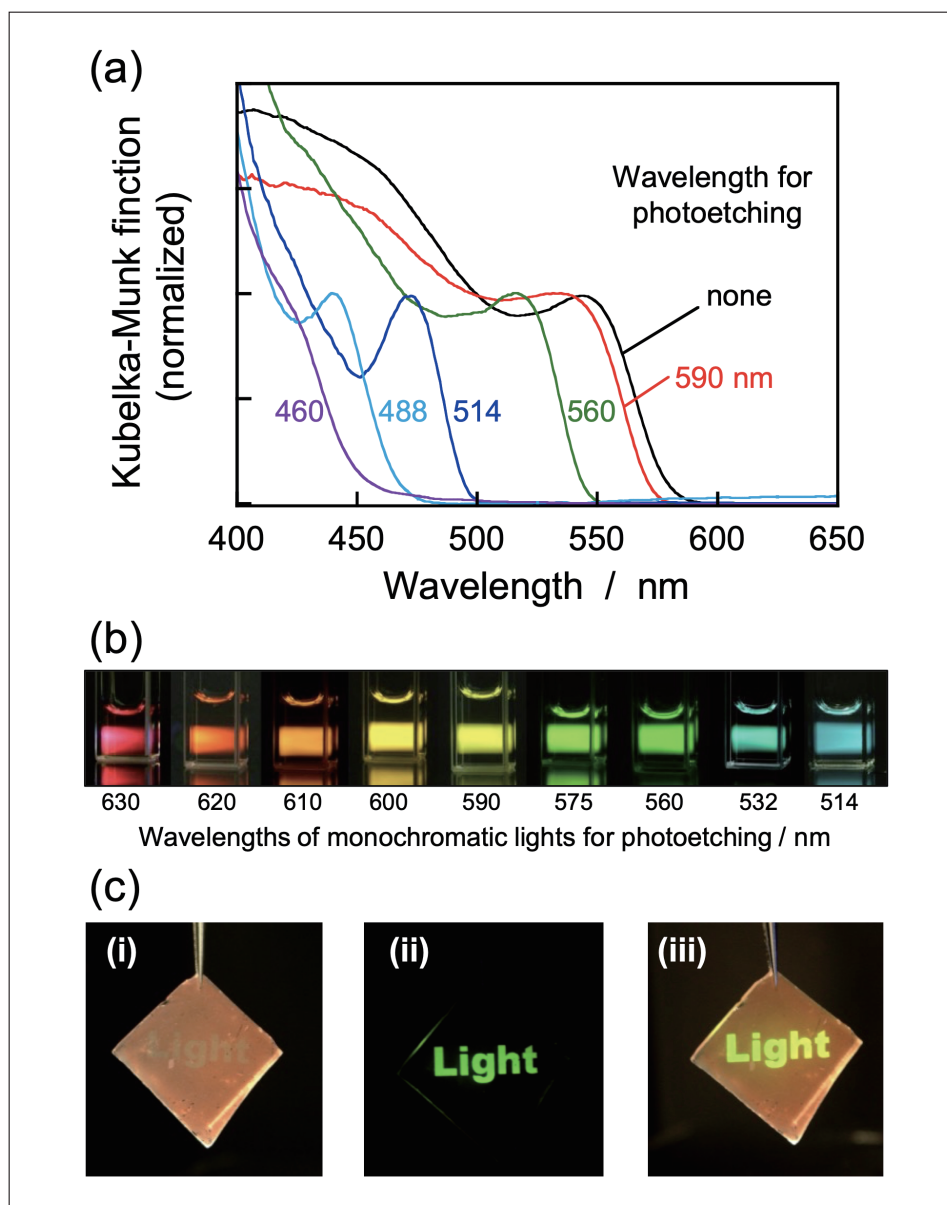 (a)
Kubelka-Munk finction
(normalized)
Wavelength for
photoetching
none
590 nm
460
488
514
560
400
450
500
550
600
650
Wavelength / nm
(b)
630
620
610
600
590
575
560
532
514
Wavelengths of monochromatic lights for photoetching / nm
(c)
(i)
(ii)
(iii)
Light
Light
Light